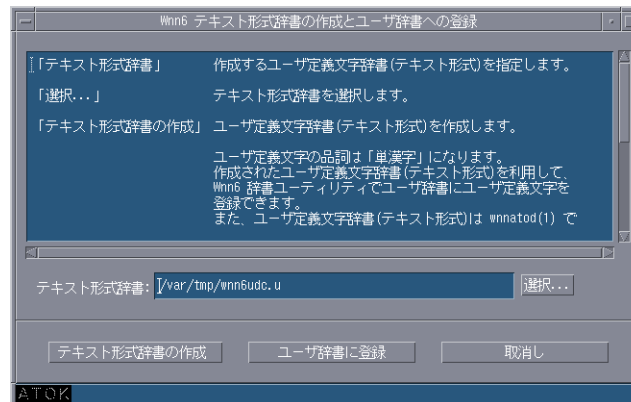 Wnn6 テキスト形式辞書の作成とユーザ辞書への登録
「テキスト形式辞書」 作成するユーザ定義文字辞書(テキスト形式)を指定します。
「選択...」 テキスト形式辞書を選択します。
「テキスト形式辞書の作成」 ユーザ定義文字辞書(テキスト形式)を作成します。
ユーザ定義文字の品詞は「単漢字」になります。
作成されたユーザ定義文字辞書(テキスト形式)を利用して、
Wnn6 辞書ユーティリティでユーザ辞書にユーザ定義文字を
登録できます。
また、ユーザ定義文字辞書(テキスト形式)は wnnatod(1) で
テキスト形式辞書: /var/tmp/wnn6udc.u 選択...
テキスト形式辞書の作成 ユーザ辞書に登録 取消し
ATOK